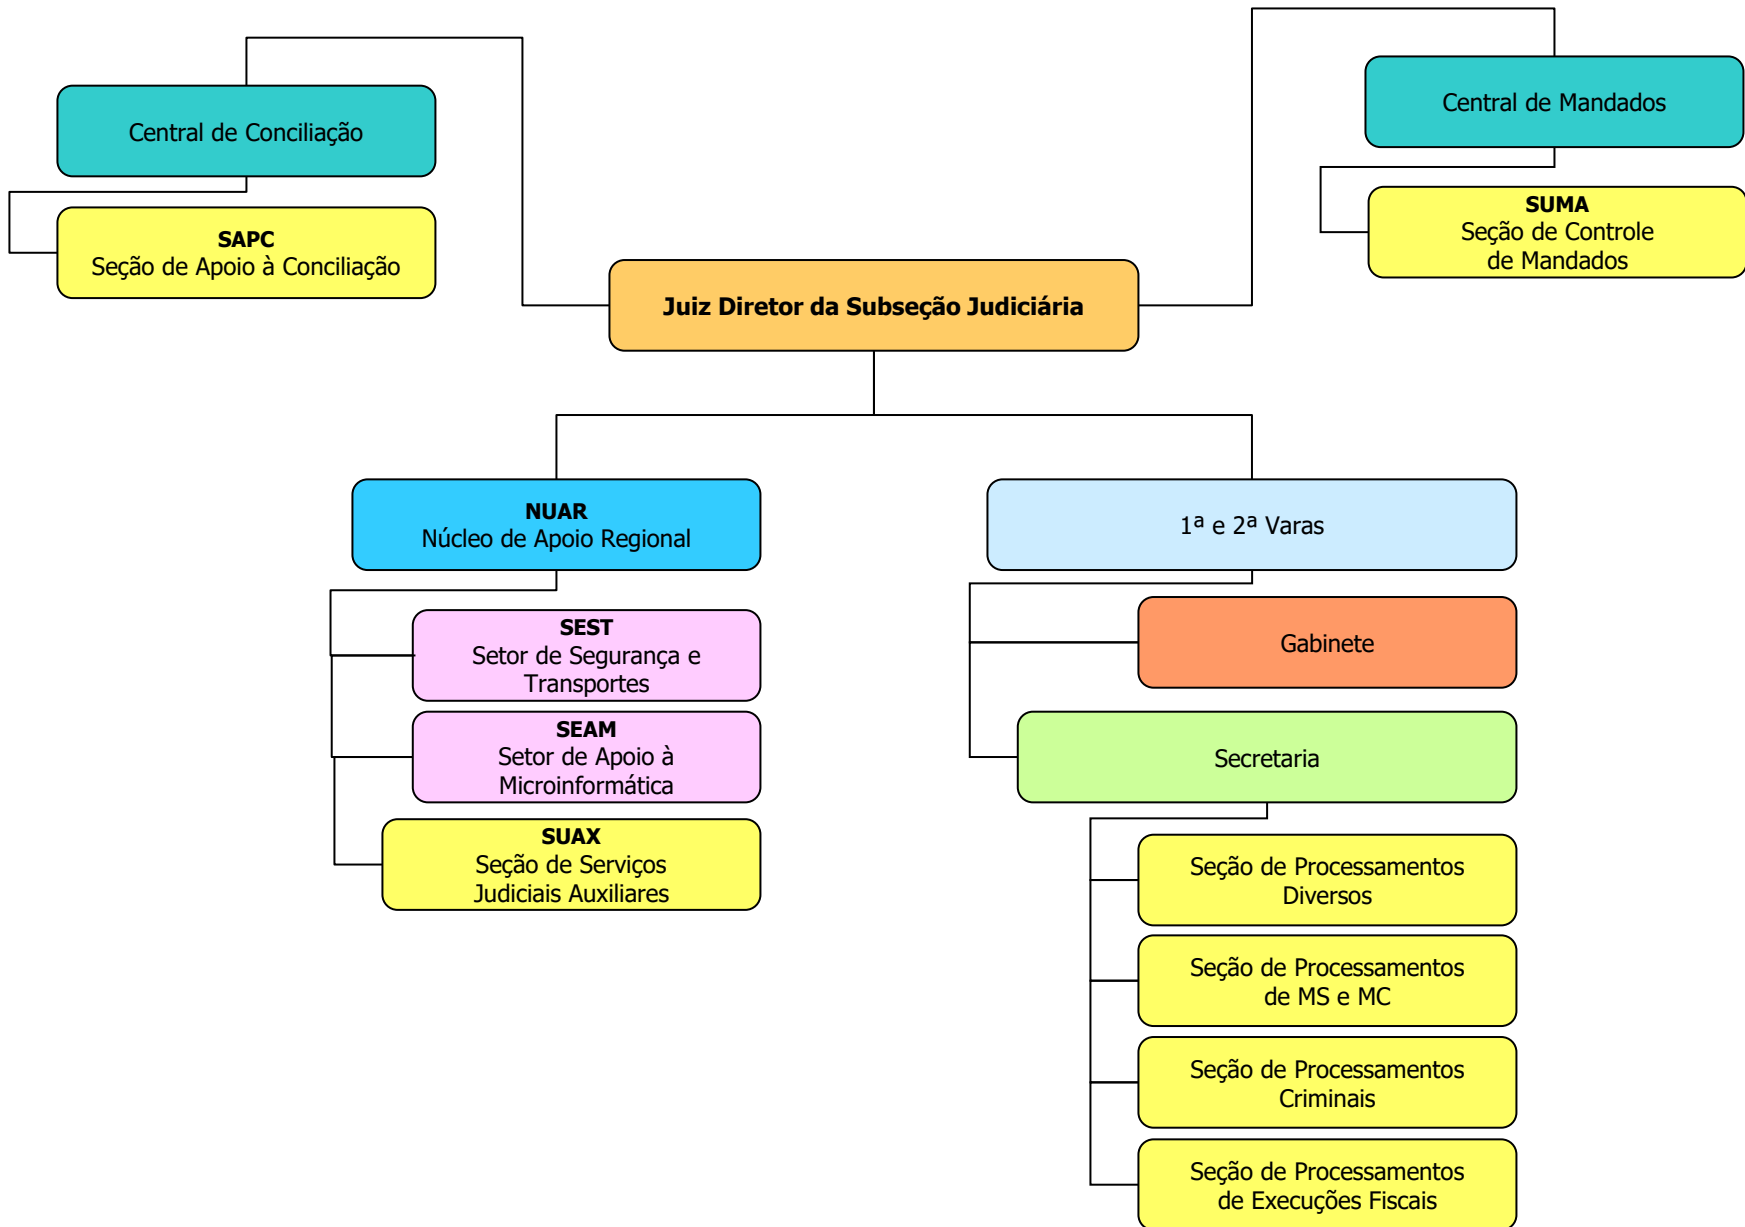 Central de Conciliação
SAPC
Seção de Apoio à Conciliação
Central de Mandados
SUMA
Seção de Controle
de Mandados
Juiz Diretor da Subseção Judiciária
NUAR
Núcleo de Apoio Regional
SEST
Setor de Segurança e
Transportes
SEAM
Setor de Apoio à
Microinformática
SUAX
Seção de Serviços
Judiciais Auxiliares
1ª e 2ª Varas
Gabinete
Secretaria
Seção de Processamentos
Diversos
Seção de Processamentos
de MS e MC
Seção de Processamentos
Criminais
Seção de Processamentos
de Execuções Fiscais